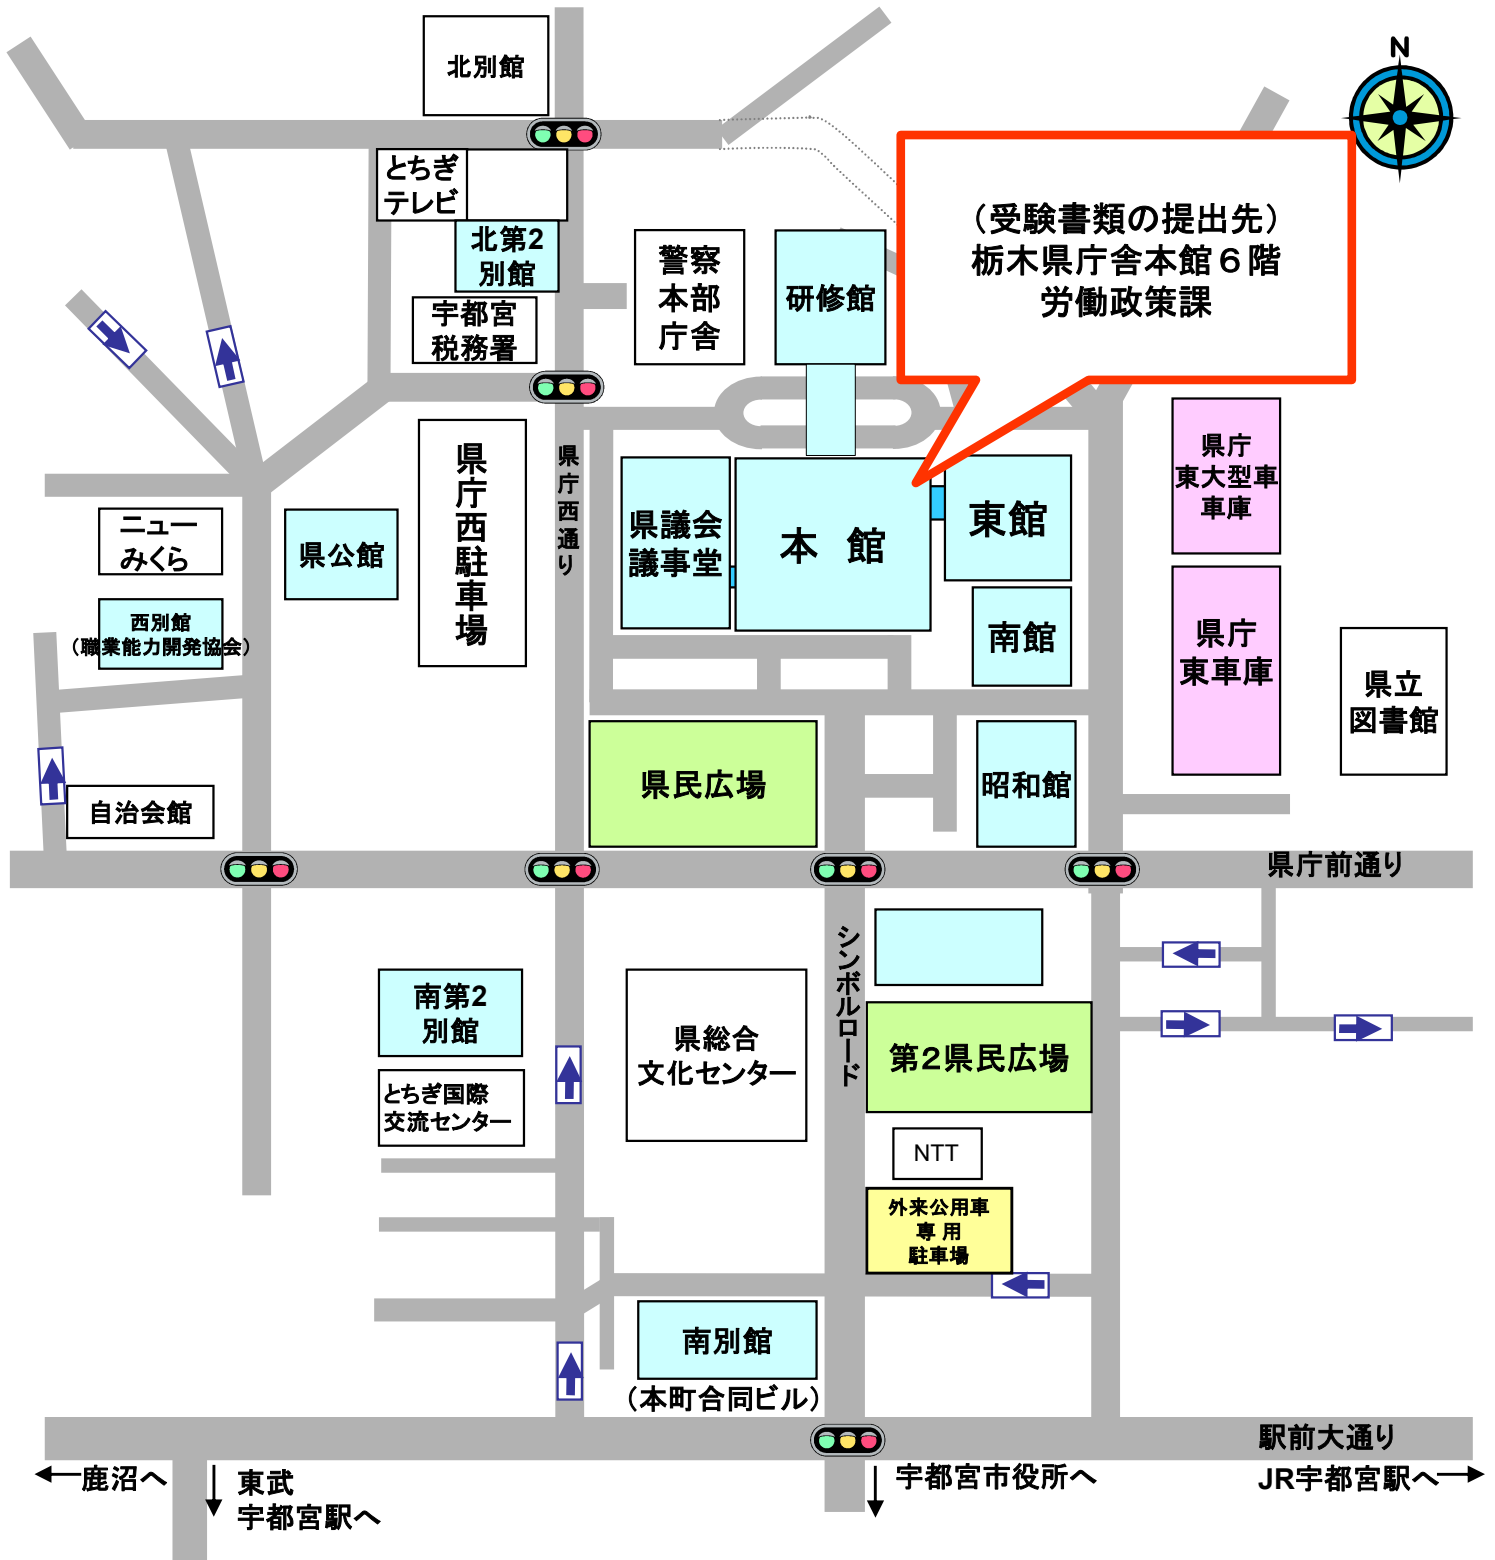 北別館
N
とちぎ
テレビ
北第2
別館
宇都宮
税務署
警察
本部
庁舎
研修館
（受験書類の提出先）
栃木県庁舎本館６階
労働政策課
県庁西駐車場
県庁西通り
県議会
議事堂
本　館
東館
南館
県庁
東大型車
車庫
県庁
東車庫
県立
図書館
ニュー
みくら
県公館
西別館
（職業能力開発協会）
自治会館
県民広場
昭和館
県庁前通り
シンボルロード
南第2
別館
とちぎ国際
交流センター
県総合
文化センター
第２県民広場
NTT
外来公用車
専 用
駐車場
南別館
（本町合同ビル）
駅前大通り
鹿沼へ
東武
宇都宮駅へ
宇都宮市役所へ
JR宇都宮駅へ